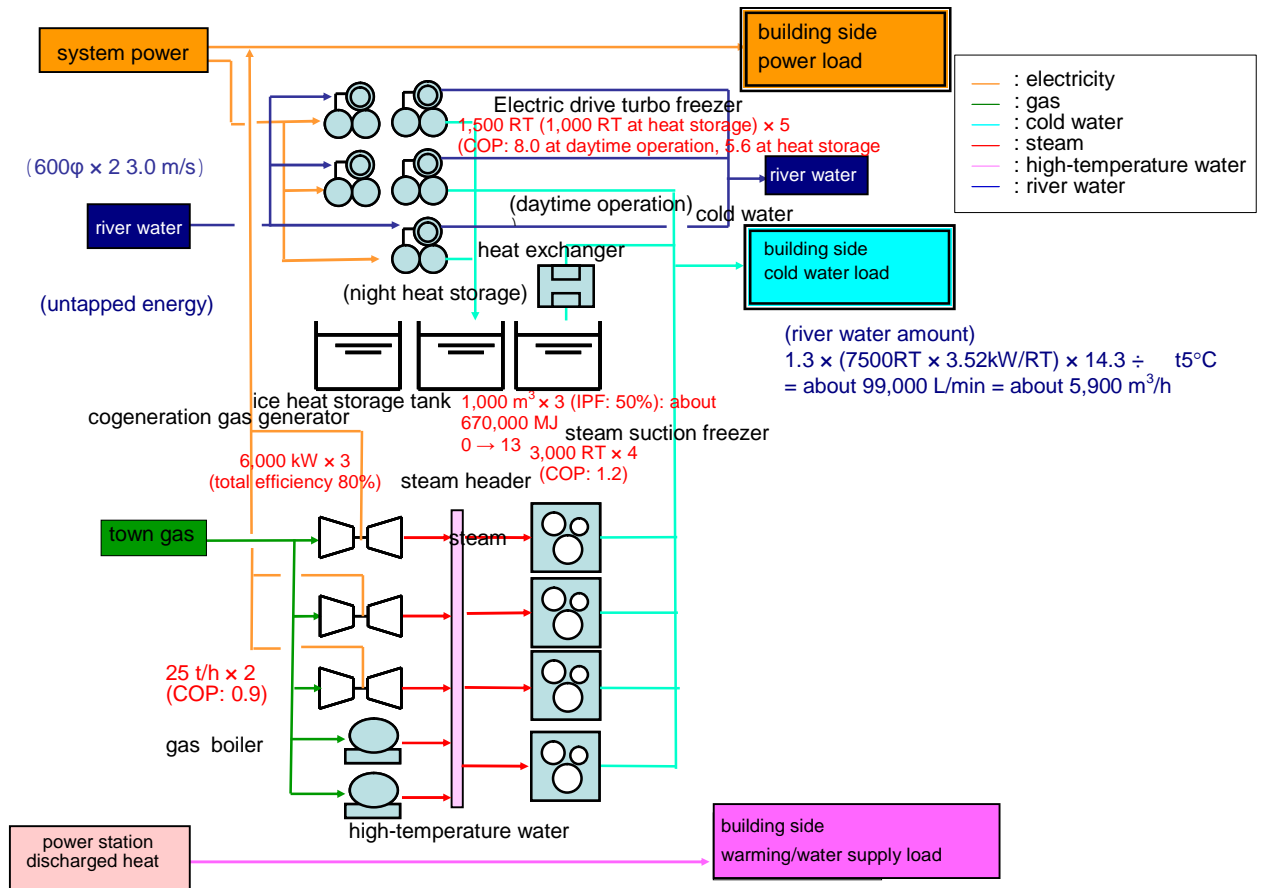 system power
building side
power load
: electricity
: gas
: cold water
: steam
: high-temperature water
: river water
Electric drive turbo freezer
1,500 RT (1,000 RT at heat storage) × 5
(COP: 8.0 at daytime operation, 5.6 at heat storage
(600φ × 2 3.0 m/s)
river water
river water
(daytime operation)
cold water
building side
cold water load
heat exchanger
(night heat storage)
(untapped energy)
(river water amount)
1.3 × (7500RT × 3.52kW/RT) × 14.3 ÷ t5°C
= about 99,000 L/min = about 5,900 m³/h
ice heat storage tank
1,000 m³ × 3 (IPF: 50%): about
670,000 MJ
0 → 13
cogeneration gas generator
steam suction freezer
3,000 RT × 4
(COP: 1.2)
6,000 kW × 3
(total efficiency 80%)
steam header
town gas
steam
25 t/h × 2
(COP: 0.9)
gas boiler
high-temperature water
power station
discharged heat
building side
warming/water supply load